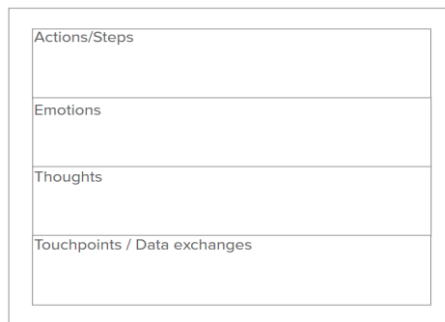 Actions/Steps
Emotions
Thoughts
Touchpoints / Data exchanges